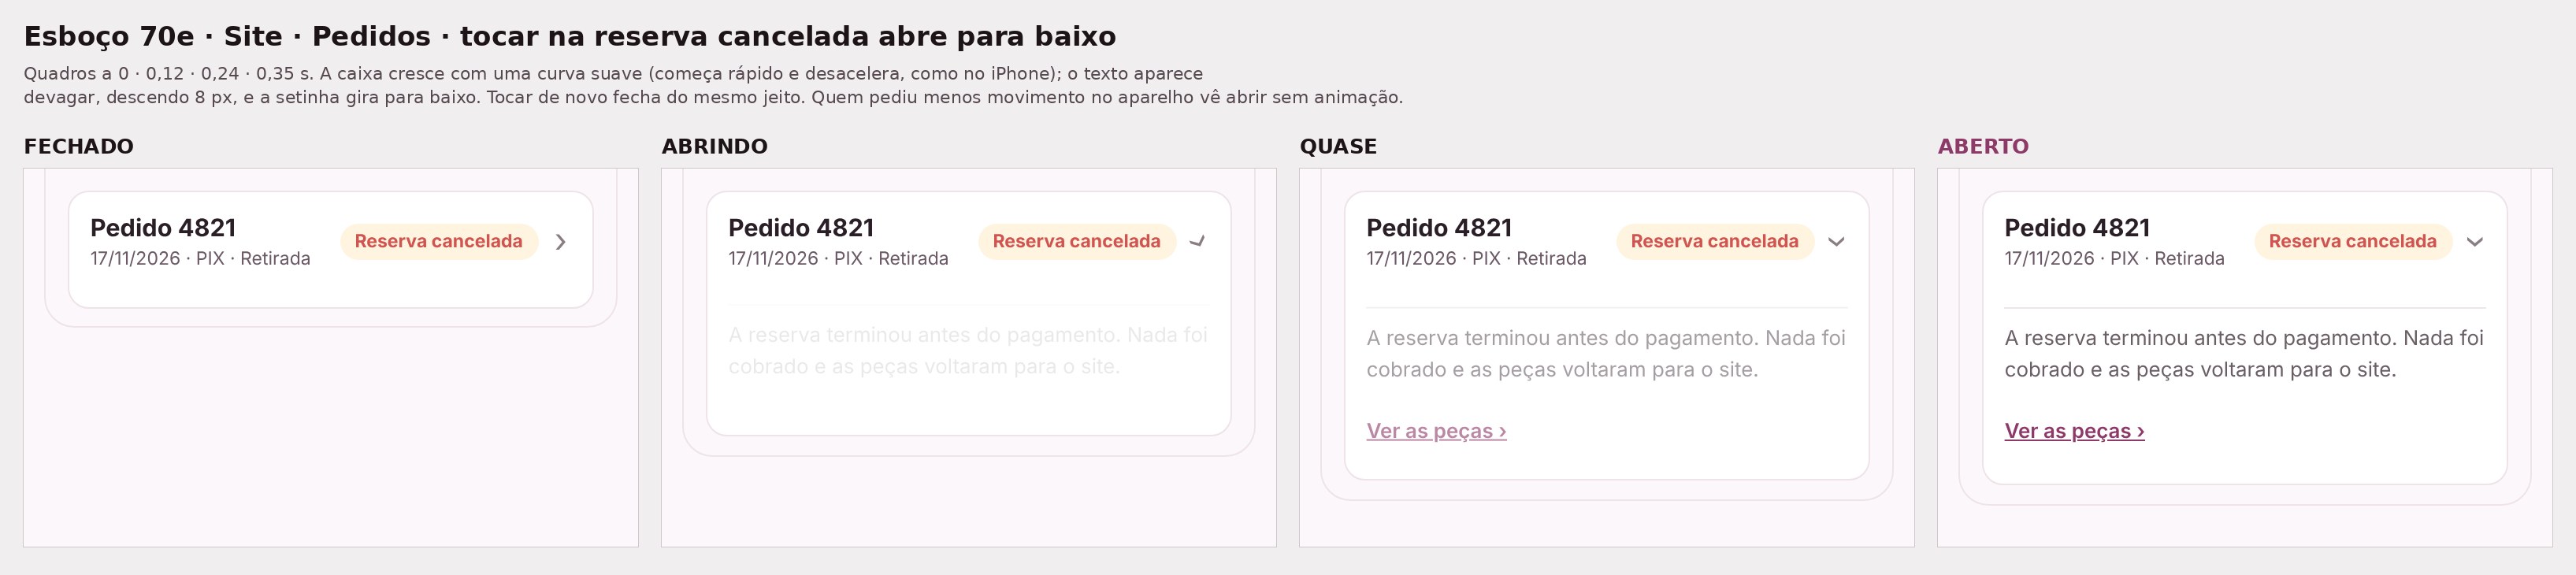 Esboço 70e · Site · Pedidos · tocar na reserva cancelada abre para baixo
Quadros a 0 · 0,12 · 0,24 · 0,35 s. A caixa cresce com uma curva suave (começa rápido e desacelera, como no iPhone); o texto aparece
devagar, descendo 8 px, e a setinha gira para baixo. Tocar de novo fecha do mesmo jeito. Quem pediu menos movimento no aparelho vê abrir sem animação.
FECHADO
Pedido 4821
Reserva cancelada
17/11/2026 · PIX · Retirada
ABRINDO
Pedido 4821
Reserva cancelada
17/11/2026 · PIX · Retirada
A reserva terminou antes do pagamento. Nada foi
cobrado e as peças voltaram para o site.
QUASE
Pedido 4821
Reserva cancelada
17/11/2026 · PIX · Retirada
A reserva terminou antes do pagamento. Nada foi
cobrado e as peças voltaram para o site.
Ver as peças ›
ABERTO
Pedido 4821
Reserva cancelada
17/11/2026 · PIX · Retirada
A reserva terminou antes do pagamento. Nada foi
cobrado e as peças voltaram para o site.
Ver as peças ›